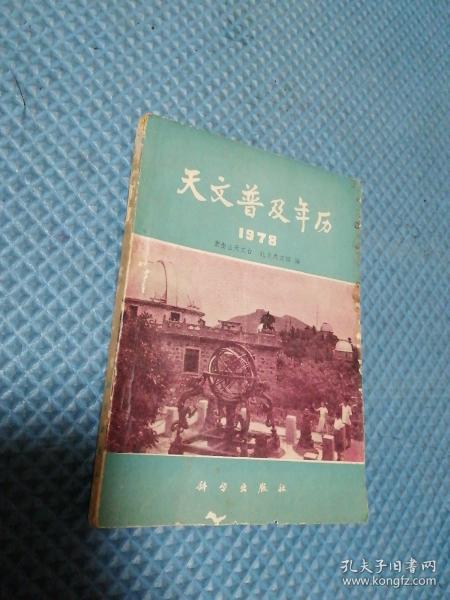 天文普及年历
1978
紫金山天文台 北京天文馆 编
科学出版社
孔夫子旧书网
www.kongfz.com